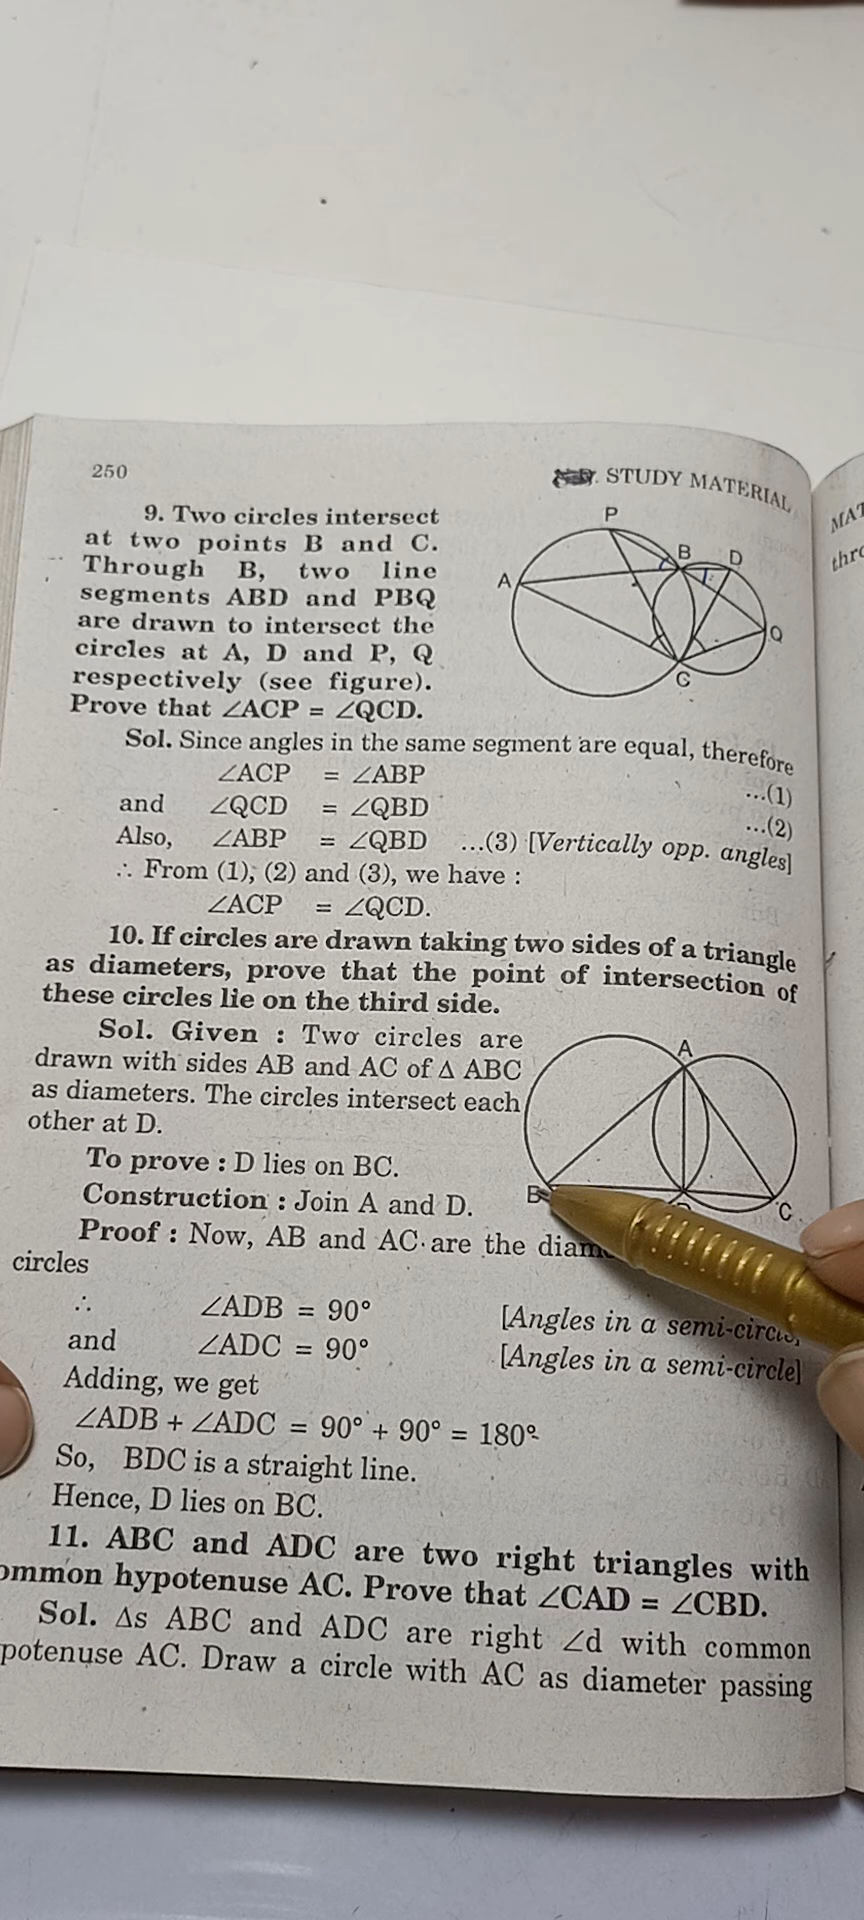 250
STUDY MATERIAL
MAT
thro
9. Two circles intersect
at two points B and C.
Through B, two line
segments ABD and PBQ
are drawn to intersect the
circles at A, D and P, Q
respectively (see figure).
Prove that ∠ACP = ∠QCD.
P
B
D
A
Q
C
Sol. Since angles in the same segment are equal, therefore
∠ACP = ∠ABP ...(1)
and ∠QCD = ∠QBD ...(2)
Also, ∠ABP = ∠QBD ...(3) [Vertically opp. angles]
∴ From (1), (2) and (3), we have :
∠ACP = ∠QCD.
10. If circles are drawn taking two sides of a triangle
as diameters, prove that the point of intersection of
these circles lie on the third side.
Sol. Given : Two circles are
drawn with sides AB and AC of Δ ABC
as diameters. The circles intersect each
other at D.
To prove : D lies on BC.
Construction : Join A and D.
A
B
C
Proof : Now, AB and AC are the
circles
∴ ∠ADB = 90° [Angles in a semi-circle]
and ∠ADC = 90° [Angles in a semi-circle]
Adding, we get
∠ADB + ∠ADC = 90° + 90° = 180°
So, BDC is a straight line.
Hence, D lies on BC.
11. ABC and ADC are two right triangles with
ommon hypotenuse AC. Prove that ∠CAD = ∠CBD.
Sol. Δs ABC and ADC are right ∠d with common
potenuse AC. Draw a circle with AC as diameter passing